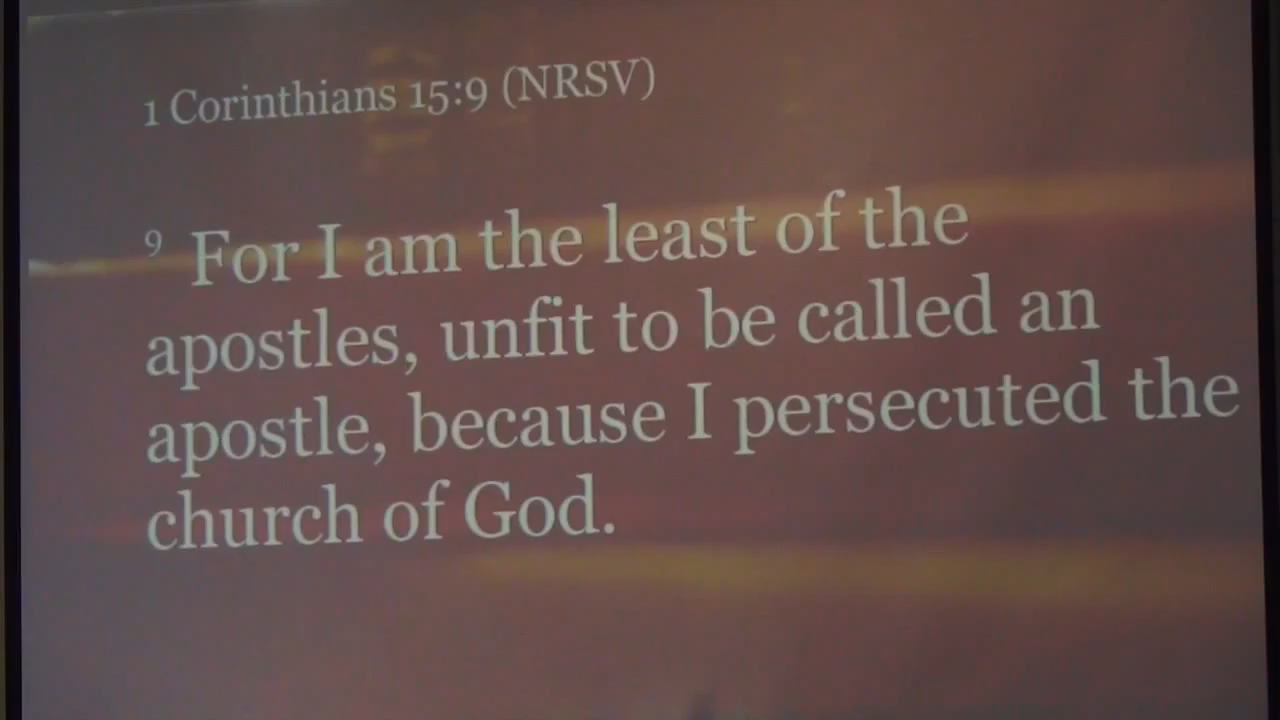 1 Corinthians 15:9 (NRSV)
9 For I am the least of the
apostles, unfit to be called an
apostle, because I persecuted the
church of God.